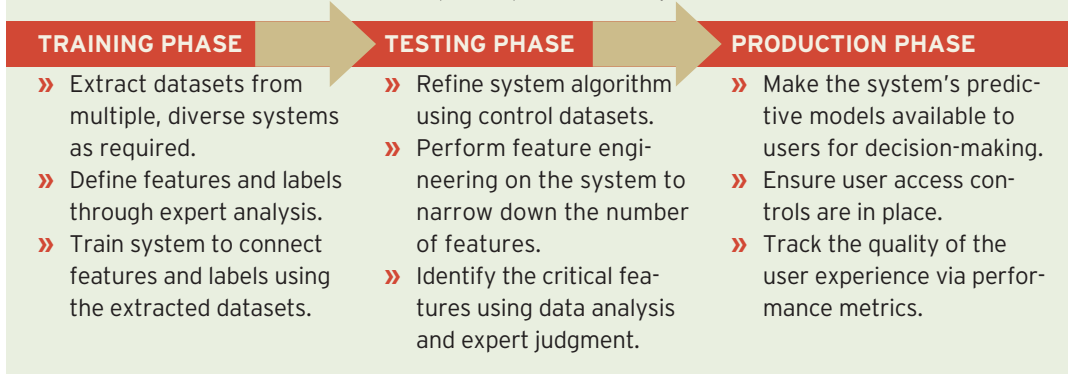 TRAINING PHASE
» Extract datasets from
multiple, diverse systems
as required.
» Define features and labels
through expert analysis.
» Train system to connect
features and labels using
the extracted datasets.
TESTING PHASE
» Refine system algorithm
using control datasets.
» Perform feature engi-
neering on the system to
narrow down the number
of features.
» Identify the critical fea-
tures using data analysis
and expert judgment.
PRODUCTION PHASE
» Make the system’s predic-
tive models available to
users for decision-making.
» Ensure user access con-
trols are in place.
» Track the quality of the
user experience via perfor-
mance metrics.